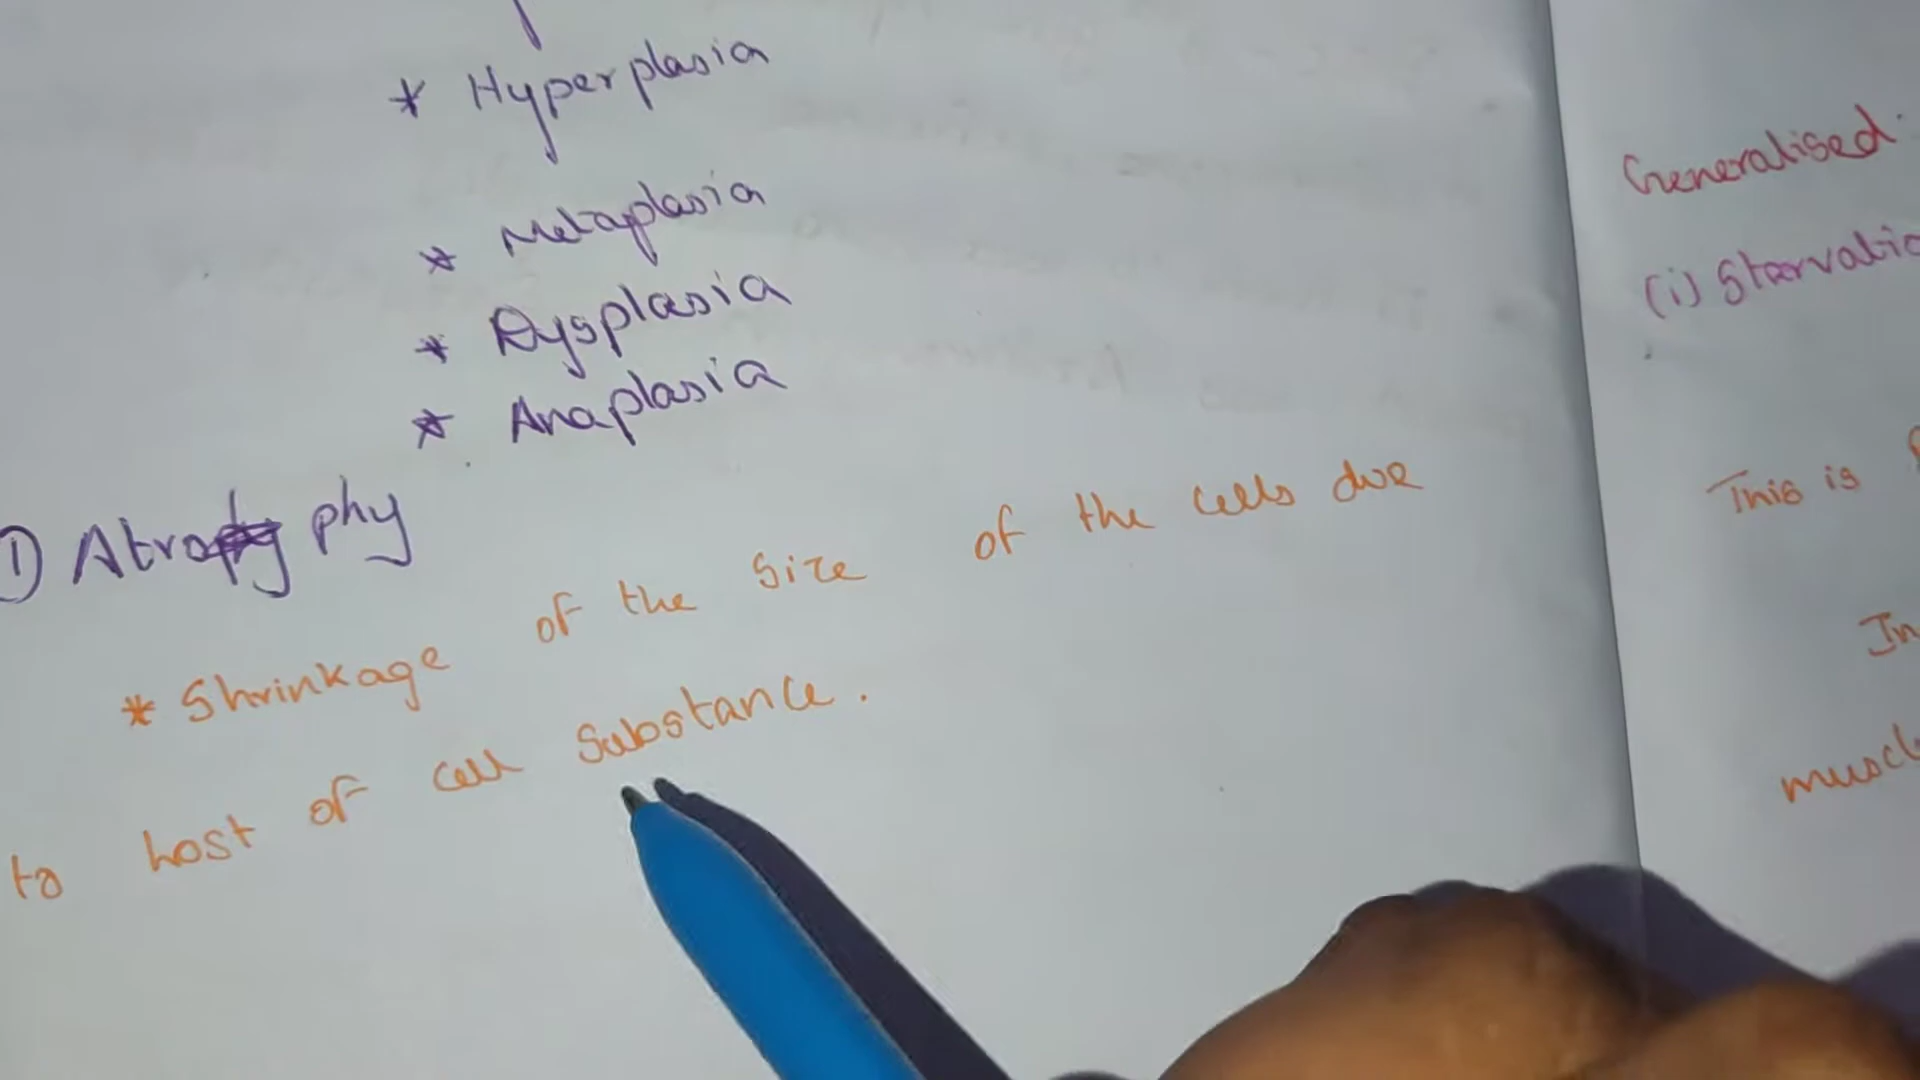 * Hyperplasia
* Metaplasia
* Dysplasia
* Anaplasia
1) Atrophy
* Shrinkage of the size of the cells due
to host of cell substance.
Generalised.
(i) Starvatio
This is
In
muscl